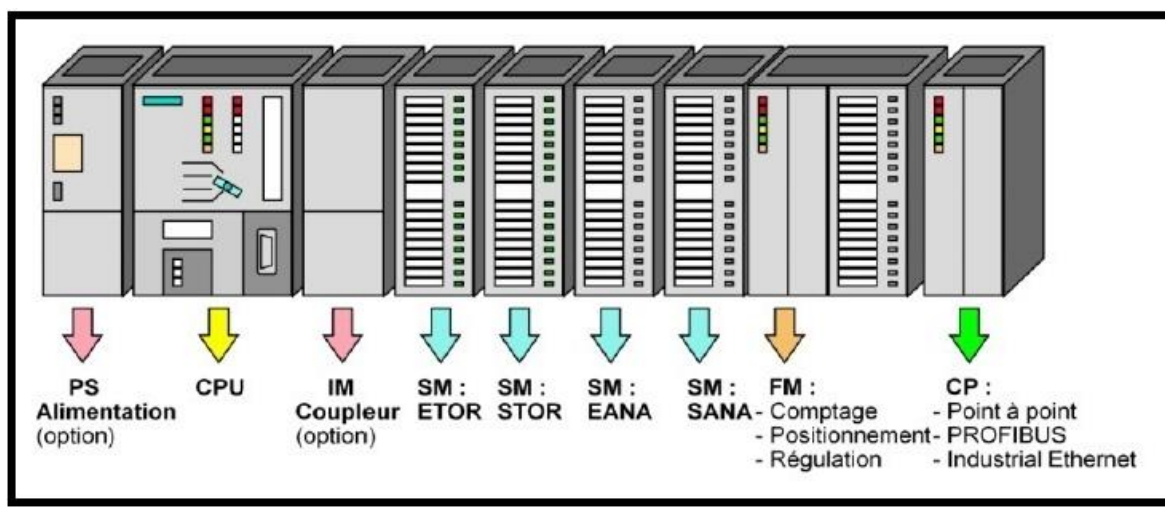 PS
Alimentation
(option)
CPU
IM
Coupleur
(option)
SM :
ETOR
SM :
STOR
SM :
EANA
SM :
SANA
FM :
- Comptage
- Positionnement
- Régulation
CP :
- Point à point
- PROFIBUS
- Industrial Ethernet